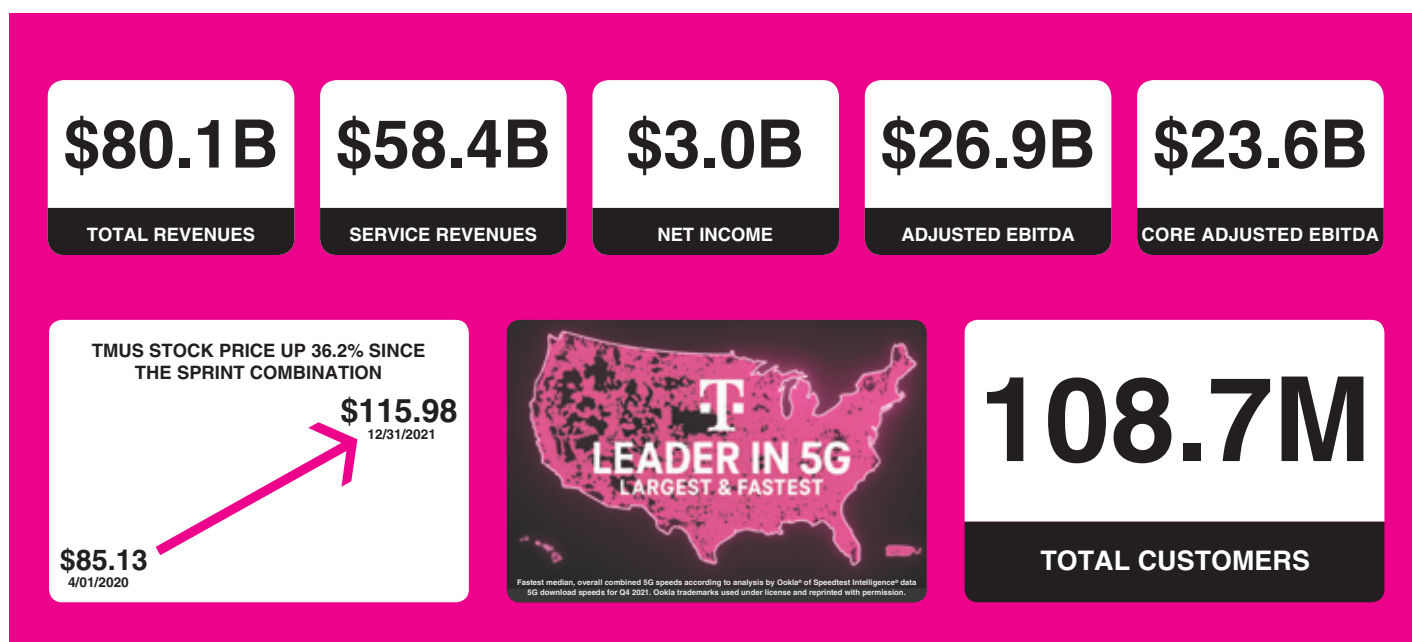 $80.1B
TOTAL REVENUES
$58.4B
SERVICE REVENUES
$3.0B
NET INCOME
$26.9B
ADJUSTED EBITDA
$23.6B
CORE ADJUSTED EBITDA
TMUS STOCK PRICE UP 36.2% SINCE
THE SPRINT COMBINATION
$115.98
12/31/2021
$85.13
4/01/2020
T
LEADER IN 5G
LARGEST & FASTEST
Fastest median, overall combined 5G speeds according to analysis by Ookla® of Speedtest Intelligence® data
5G download speeds for Q4 2021. Ookla trademarks used under license and reprinted with permission.
108.7M
TOTAL CUSTOMERS